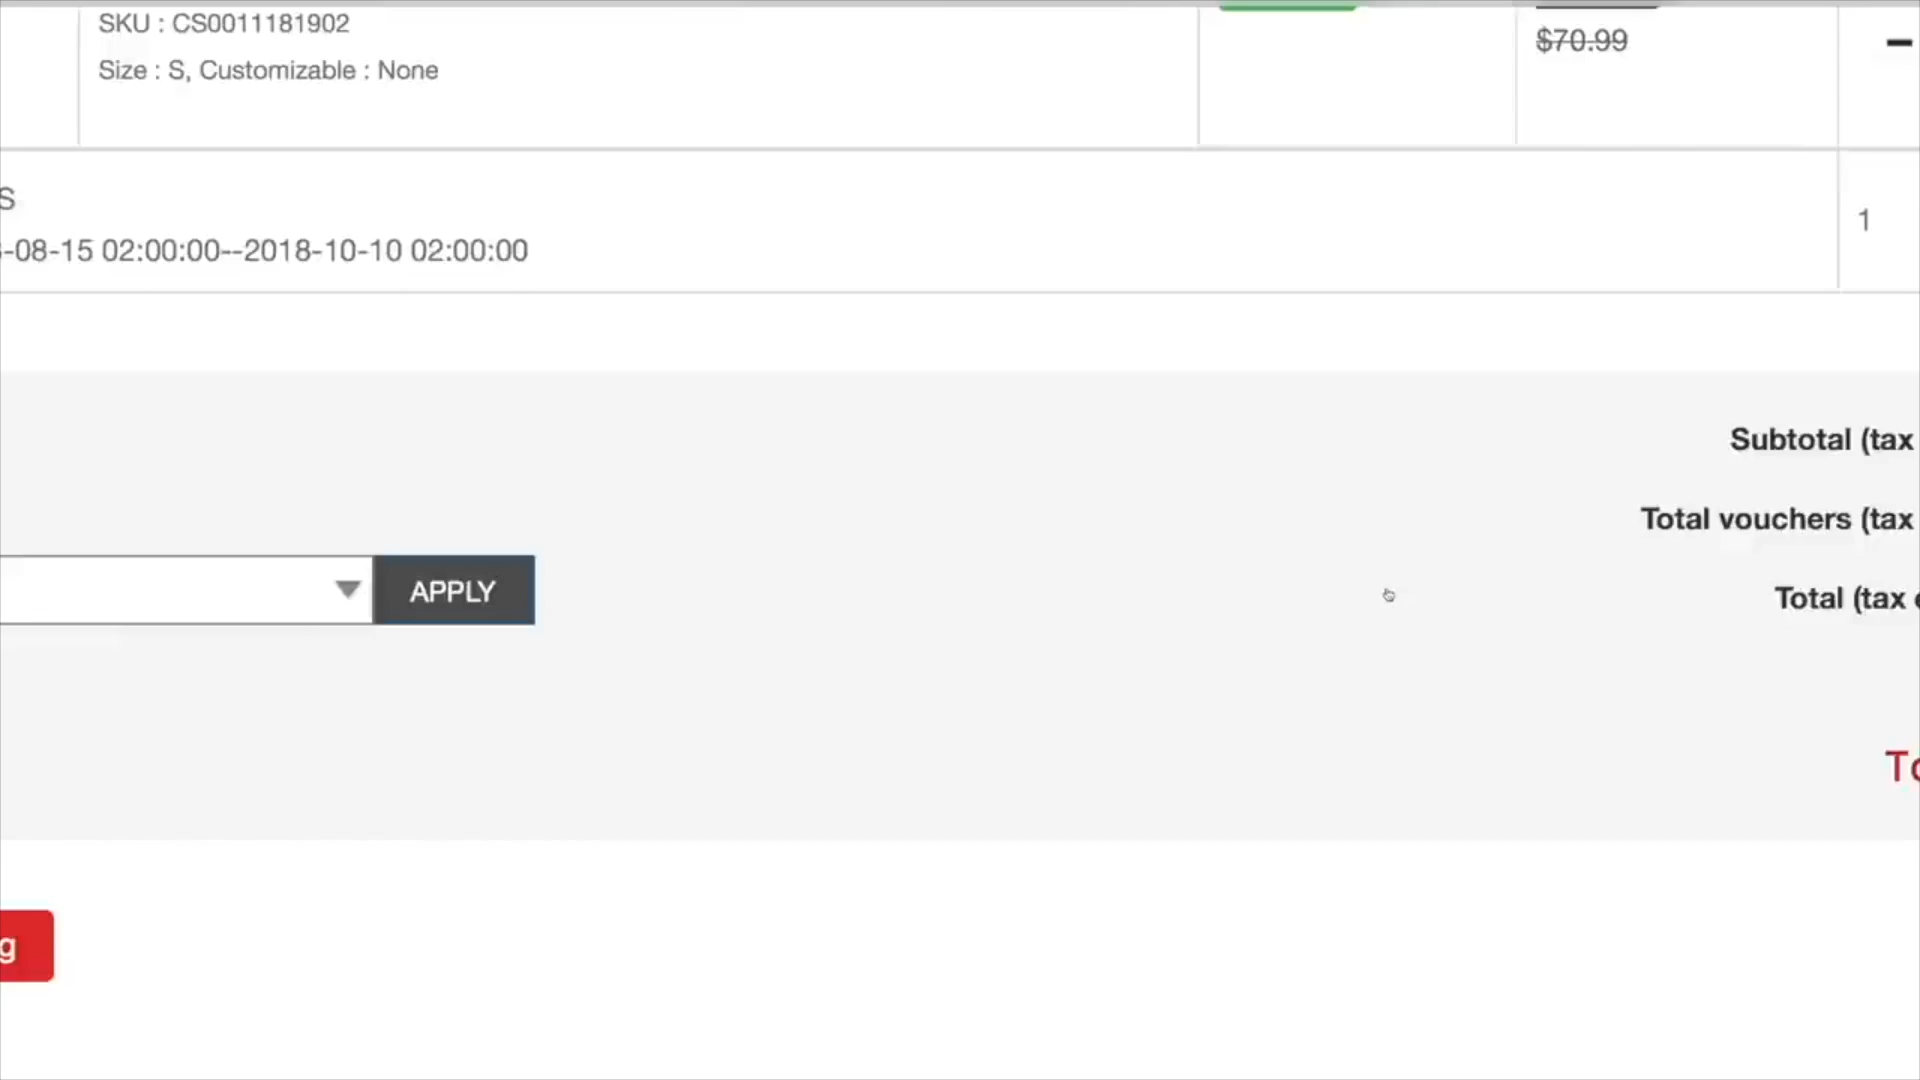 SKU : CS0011181902
$70.99
Size : S, Customizable : None
S
-08-15 02:00:00--2018-10-10 02:00:00
1
Subtotal (tax
Total vouchers (tax
APPLY
Total (tax
To
g